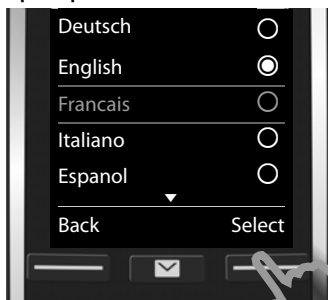 Deutsch
English
Francais
Italiano
Espanol
Back Select